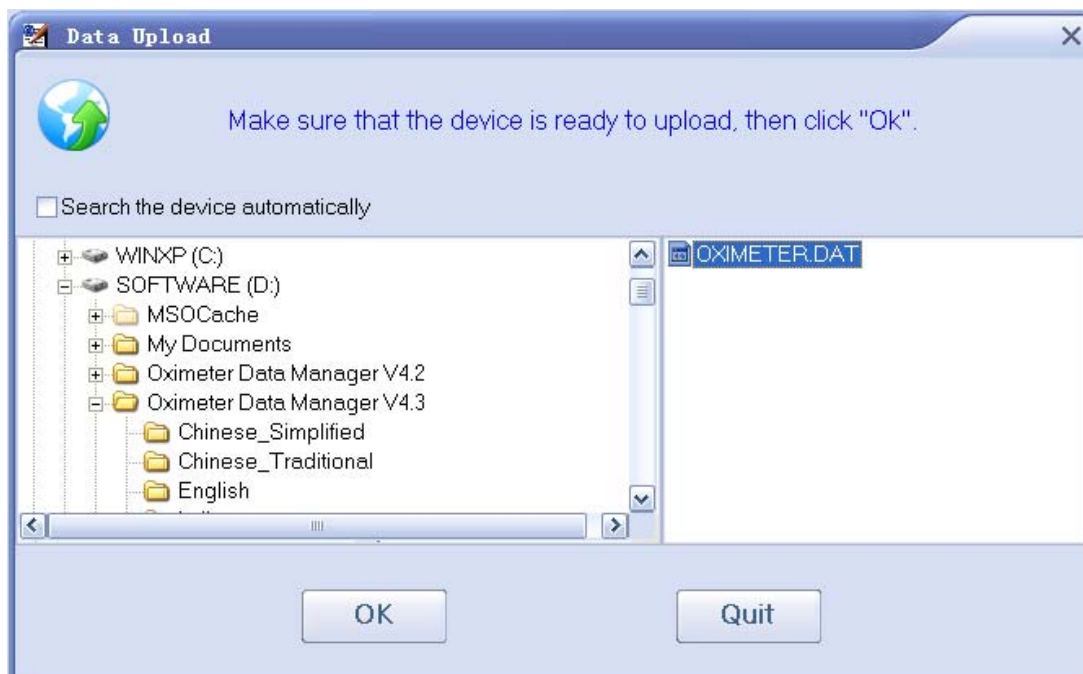 Data Upload
Make sure that the device is ready to upload, then click "Ok".
Search the device automatically
WINXP (C:)
SOFTWARE (D:)
MSOCache
My Documents
Oximeter Data Manager V4.2
Oximeter Data Manager V4.3
Chinese_Simplified
Chinese_Traditional
English
OXIMETER.DAT
OK
Quit